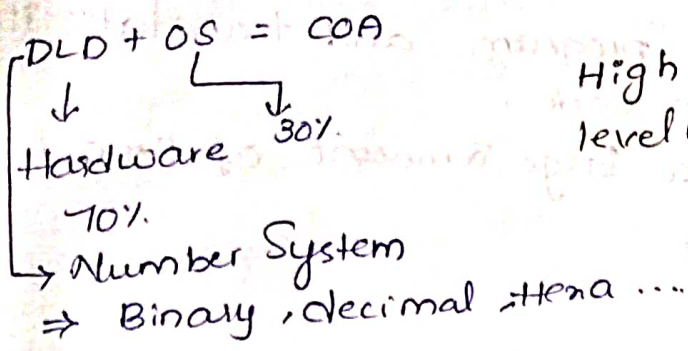 DLD + OS = COA
↓
30%.
Hardware
70%.
→ Number System
⇒ Binary, decimal, Hexa ....
High
level